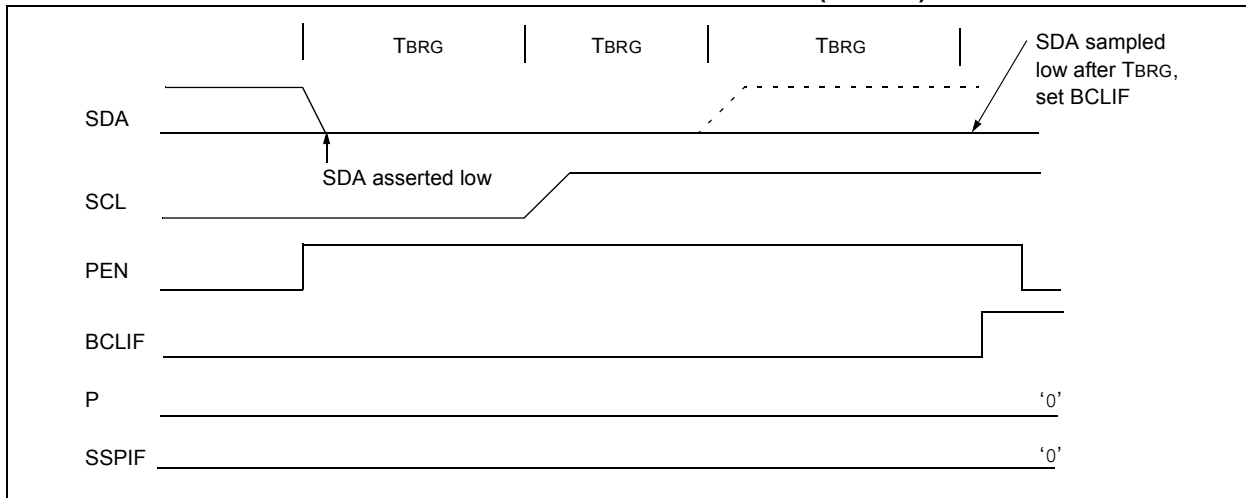 TBRG TBRG TBRG
SDA sampled
low after TBRG,
set BCLIF
SDA
SDA asserted low
SCL
PEN
BCLIF
P ‘0’
SSPIF ‘0’